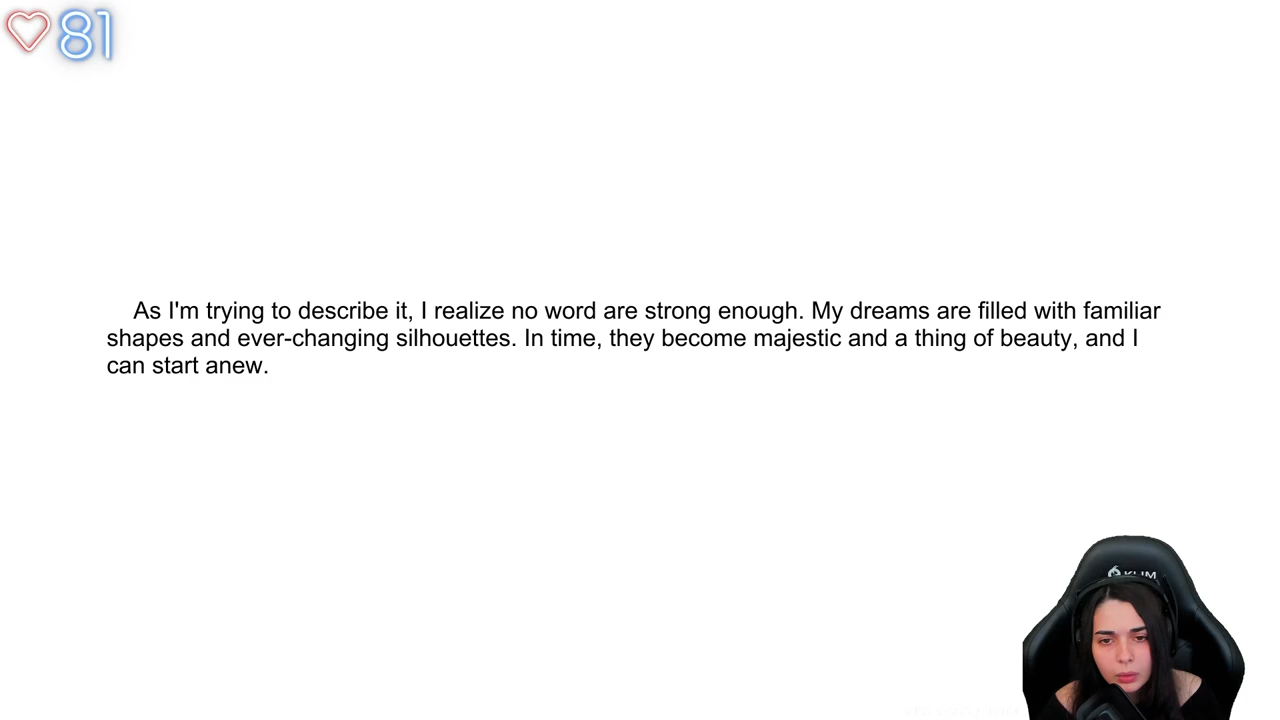 81
As I'm trying to describe it, I realize no word are strong enough. My dreams are filled with familiar
shapes and ever-changing silhouettes. In time, they become majestic and a thing of beauty, and I
can start anew.
KLIM